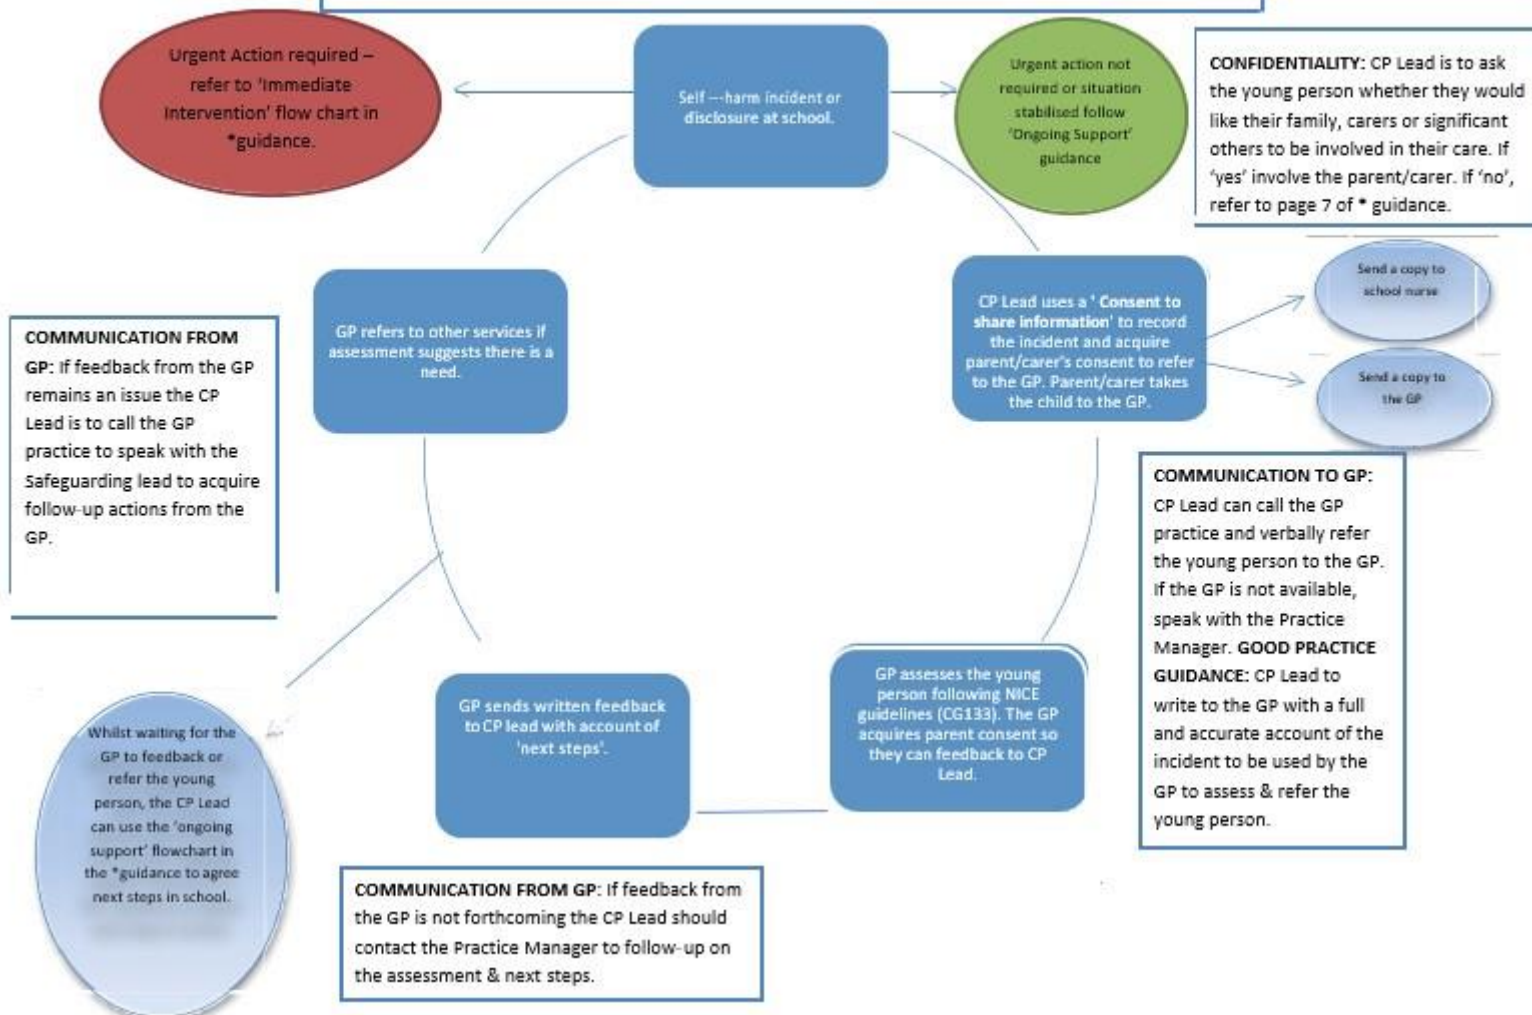 Urgent Action required –
refer to 'Immediate
Intervention' flow chart in
*guidance.
Self ---harm incident or
disclosure at school.
Urgent action not
required or situation
stabilised follow
'Ongoing Support'
guidance
CONFIDENTIALITY: CP Lead is to ask
the young person whether they would
like their family, carers or significant
others to be involved in their care. If
'yes' involve the parent/carer. If 'no',
refer to page 7 of * guidance.
CP Lead uses a ' Consent to
share information' to record
the incident and acquire
parent/carer's consent to refer
to the GP. Parent/carer takes
the child to the GP.
Send a copy to
school nurse
Send a copy to
the GP
COMMUNICATION TO GP:
CP Lead can call the GP
practice and verbally refer
the young person to the GP.
If the GP is not available,
speak with the Practice
Manager. GOOD PRACTICE
GUIDANCE: CP Lead to
write to the GP with a full
and accurate account of the
incident to be used by the
GP to assess & refer the
young person.
GP assesses the young
person following NICE
guidelines (CG133). The GP
acquires parent consent so
they can feedback to CP
Lead.
GP sends written feedback
to CP lead with account of
'next steps'.
COMMUNICATION FROM GP: If feedback from
the GP is not forthcoming the CP Lead should
contact the Practice Manager to follow-up on
the assessment & next steps.
GP refers to other services if
assessment suggests there is a
need.
COMMUNICATION FROM
GP: If feedback from the GP
remains an issue the CP
Lead is to call the GP
practice to speak with the
Safeguarding lead to acquire
follow-up actions from the
GP.
Whilst waiting for the
GP to feedback or
refer the young
person, the CP Lead
can use the 'ongoing
support' flowchart in
the *guidance to agree
next steps in school.